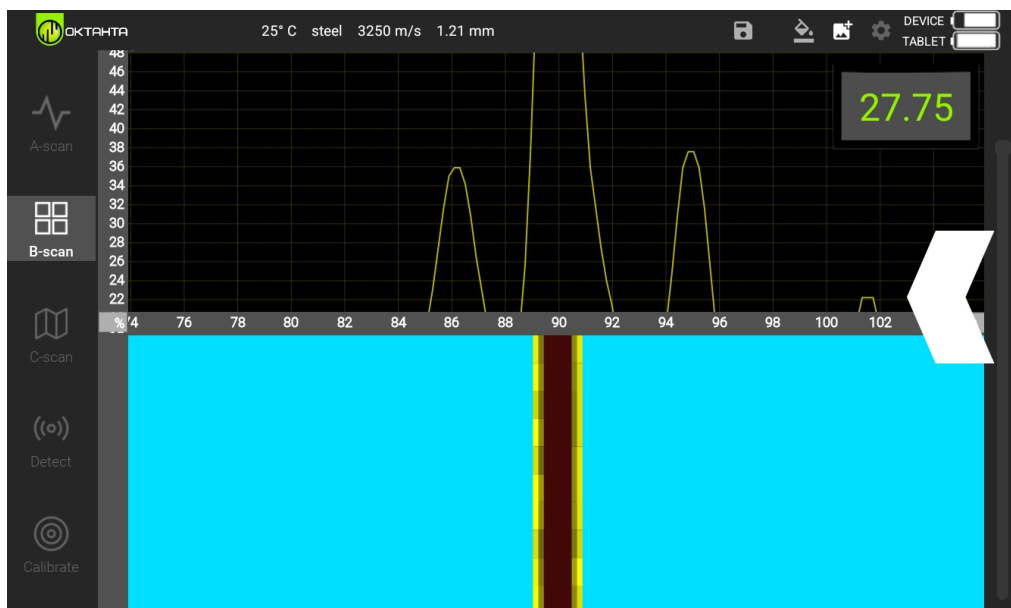 ОКТАНТА 25° C steel 3250 m/s 1.21 mm DEVICE
TABLET
48
46
44
42
40
38
36
34
32
30
28
26
24
22
27.75
A-scan
B-scan
C-scan
Detect
Calibrate
% 74 76 78 80 82 84 86 88 90 92 94 96 98 100 102